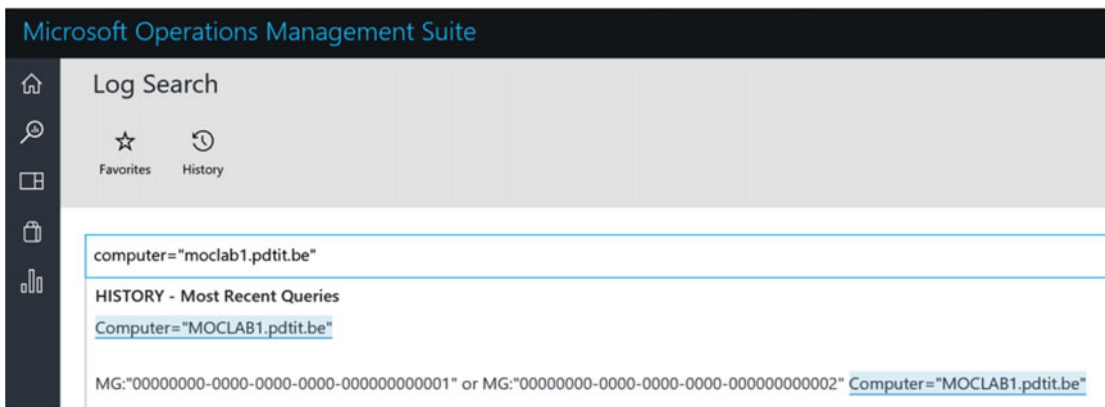 Microsoft Operations Management Suite
Log Search
Favorites History
computer="moclab1.pdtit.be"
HISTORY - Most Recent Queries
Computer="MOCLAB1.pdtit.be"
MG:"00000000-0000-0000-0000-000000000001" or MG:"00000000-0000-0000-0000-000000000002" Computer="MOCLAB1.pdtit.be"